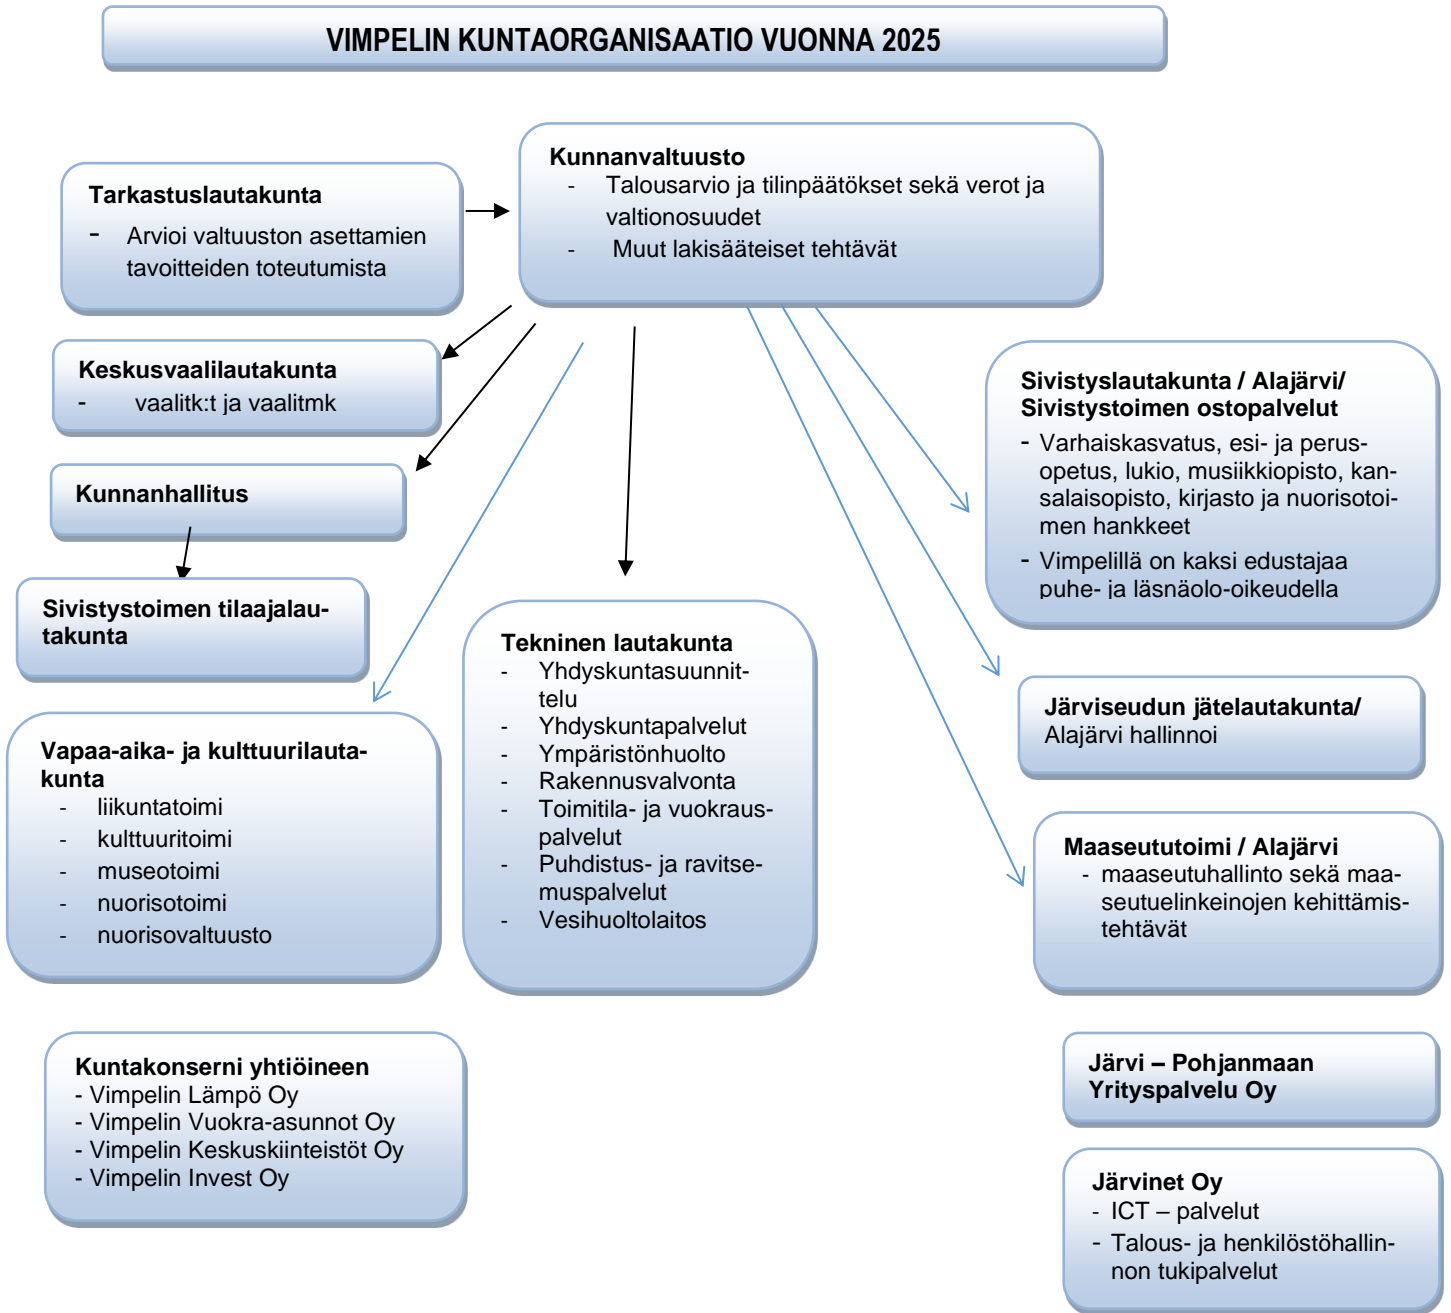 VIMPELIN KUNTAORGANISAATIO VUONNA 2025
Tarkastuslautakunta
- Arvioi valtuuston asettamien
tavoitteiden toteutumista
Kunnanvaltuusto
- Talousarvio ja tilinpäätökset sekä verot ja
valtionosuudet
- Muut lakisääteiset tehtävät
Keskusvaalilautakunta
- vaalitk:t ja vaalitmk
Kunnanhallitus
Sivistystoimen tilaajalau-
takunta
Vapaa-aika- ja kulttuurilauta-
kunta
- liikuntatoimi
- kulttuuritoimi
- museotoimi
- nuorisotoimi
- nuorisovaltuusto
Tekninen lautakunta
- Yhdyskuntasuunnit-
telu
- Yhdyskuntapalvelut
- Ympäristönhuolto
- Rakennusvalvonta
- Toimitila- ja vuokraus-
palvelut
- Puhdistus- ja ravitse-
muspalvelut
- Vesihuoltolaitos
Sivistyslautakunta / Alajärvi/
Sivistystoimen ostopalvelut
- Varhaiskasvatus, esi- ja perus-
opetus, lukio, musiikkiopisto, kan-
salaisopisto, kirjasto ja nuorisotoi-
men hankkeet
- Vimpelillä on kaksi edustajaa
puhe- ja läsnäolo-oikeudella
Järviseudun jätelautakunta/
Alajärvi hallinnoi
Maaseututoimi / Alajärvi
- maaseutuhallinto sekä maa-
seutuelinkeinojen kehittämis-
tehtävät
Kuntakonserni yhtiöineen
- Vimpelin Lämpö Oy
- Vimpelin Vuokra-asunnot Oy
- Vimpelin Keskuskiinteistöt Oy
- Vimpelin Invest Oy
Järvi – Pohjanmaan
Yrityspalvelu Oy
Järvinet Oy
- ICT – palvelut
- Talous- ja henkilöstöhallin-
non tukipalvelut